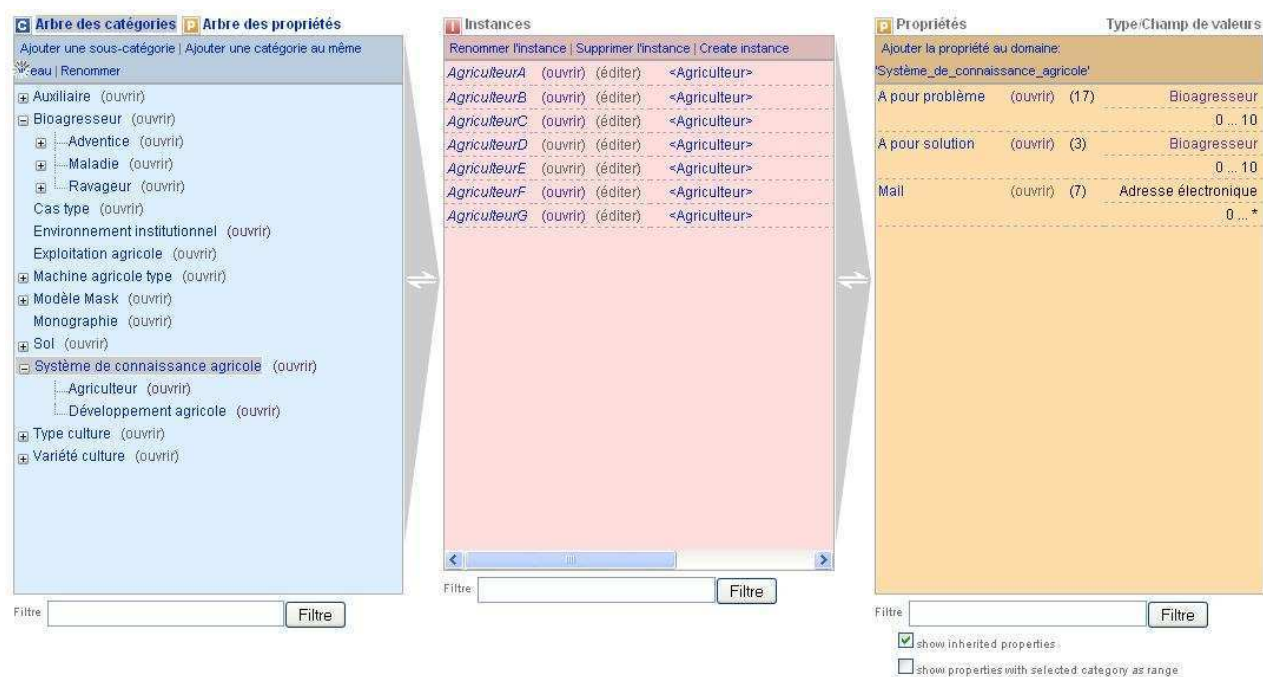 C Arbre des catégories P Arbre des propriétés
Ajouter une sous-catégorie | Ajouter une catégorie au même
eau | Renommer
Auxiliaire (ouvrir)
Bioagresseur (ouvrir)
Adventice (ouvrir)
Maladie (ouvrir)
Ravageur (ouvrir)
Cas type (ouvrir)
Environnement institutionnel (ouvrir)
Exploitation agricole (ouvrir)
Machine agricole type (ouvrir)
Modèle Mask (ouvrir)
Monographie (ouvrir)
Sol (ouvrir)
Système de connaissance agricole (ouvrir)
Agriculteur (ouvrir)
Développement agricole (ouvrir)
Type culture (ouvrir)
Variété culture (ouvrir)
Filtre Filtre
I Instances
Renommer l'instance | Supprimer l'instance | Create instance
AgriculteurA (ouvrir) (éditer) <Agriculteur>
AgriculteurB (ouvrir) (éditer) <Agriculteur>
AgriculteurC (ouvrir) (éditer) <Agriculteur>
AgriculteurD (ouvrir) (éditer) <Agriculteur>
AgriculteurE (ouvrir) (éditer) <Agriculteur>
AgriculteurF (ouvrir) (éditer) <Agriculteur>
AgriculteurG (ouvrir) (éditer) <Agriculteur>
Filtre Filtre
P Propriétés Type/Champ de valeurs
Ajouter la propriété au domaine:
'Système_de_connaissance_agricole'
A pour problème (ouvrir) (17) Bioagresseur
0 ... 10
A pour solution (ouvrir) (3) Bioagresseur
0 ... 10
Mail (ouvrir) (7) Adresse électronique
0 ... *
Filtre Filtre
show inherited properties
show properties with selected category as range